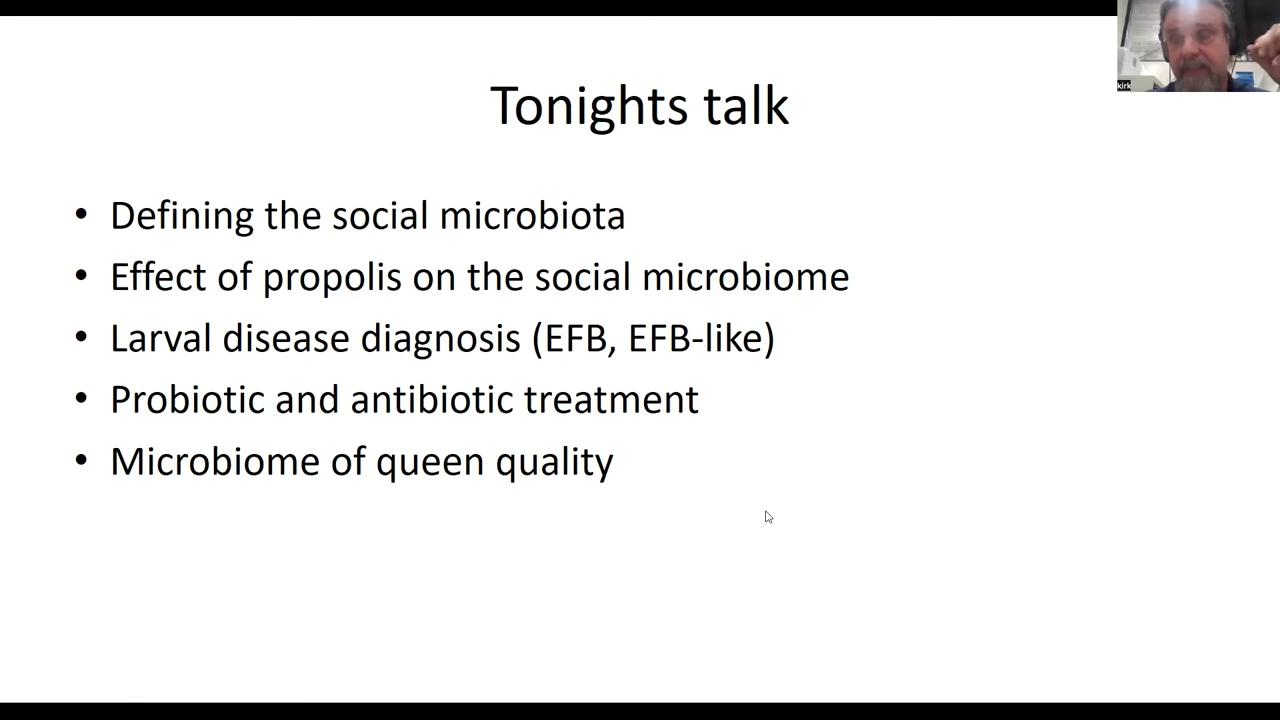 kirk
Tonights talk
• Defining the social microbiota
• Effect of propolis on the social microbiome
• Larval disease diagnosis (EFB, EFB-like)
• Probiotic and antibiotic treatment
• Microbiome of queen quality